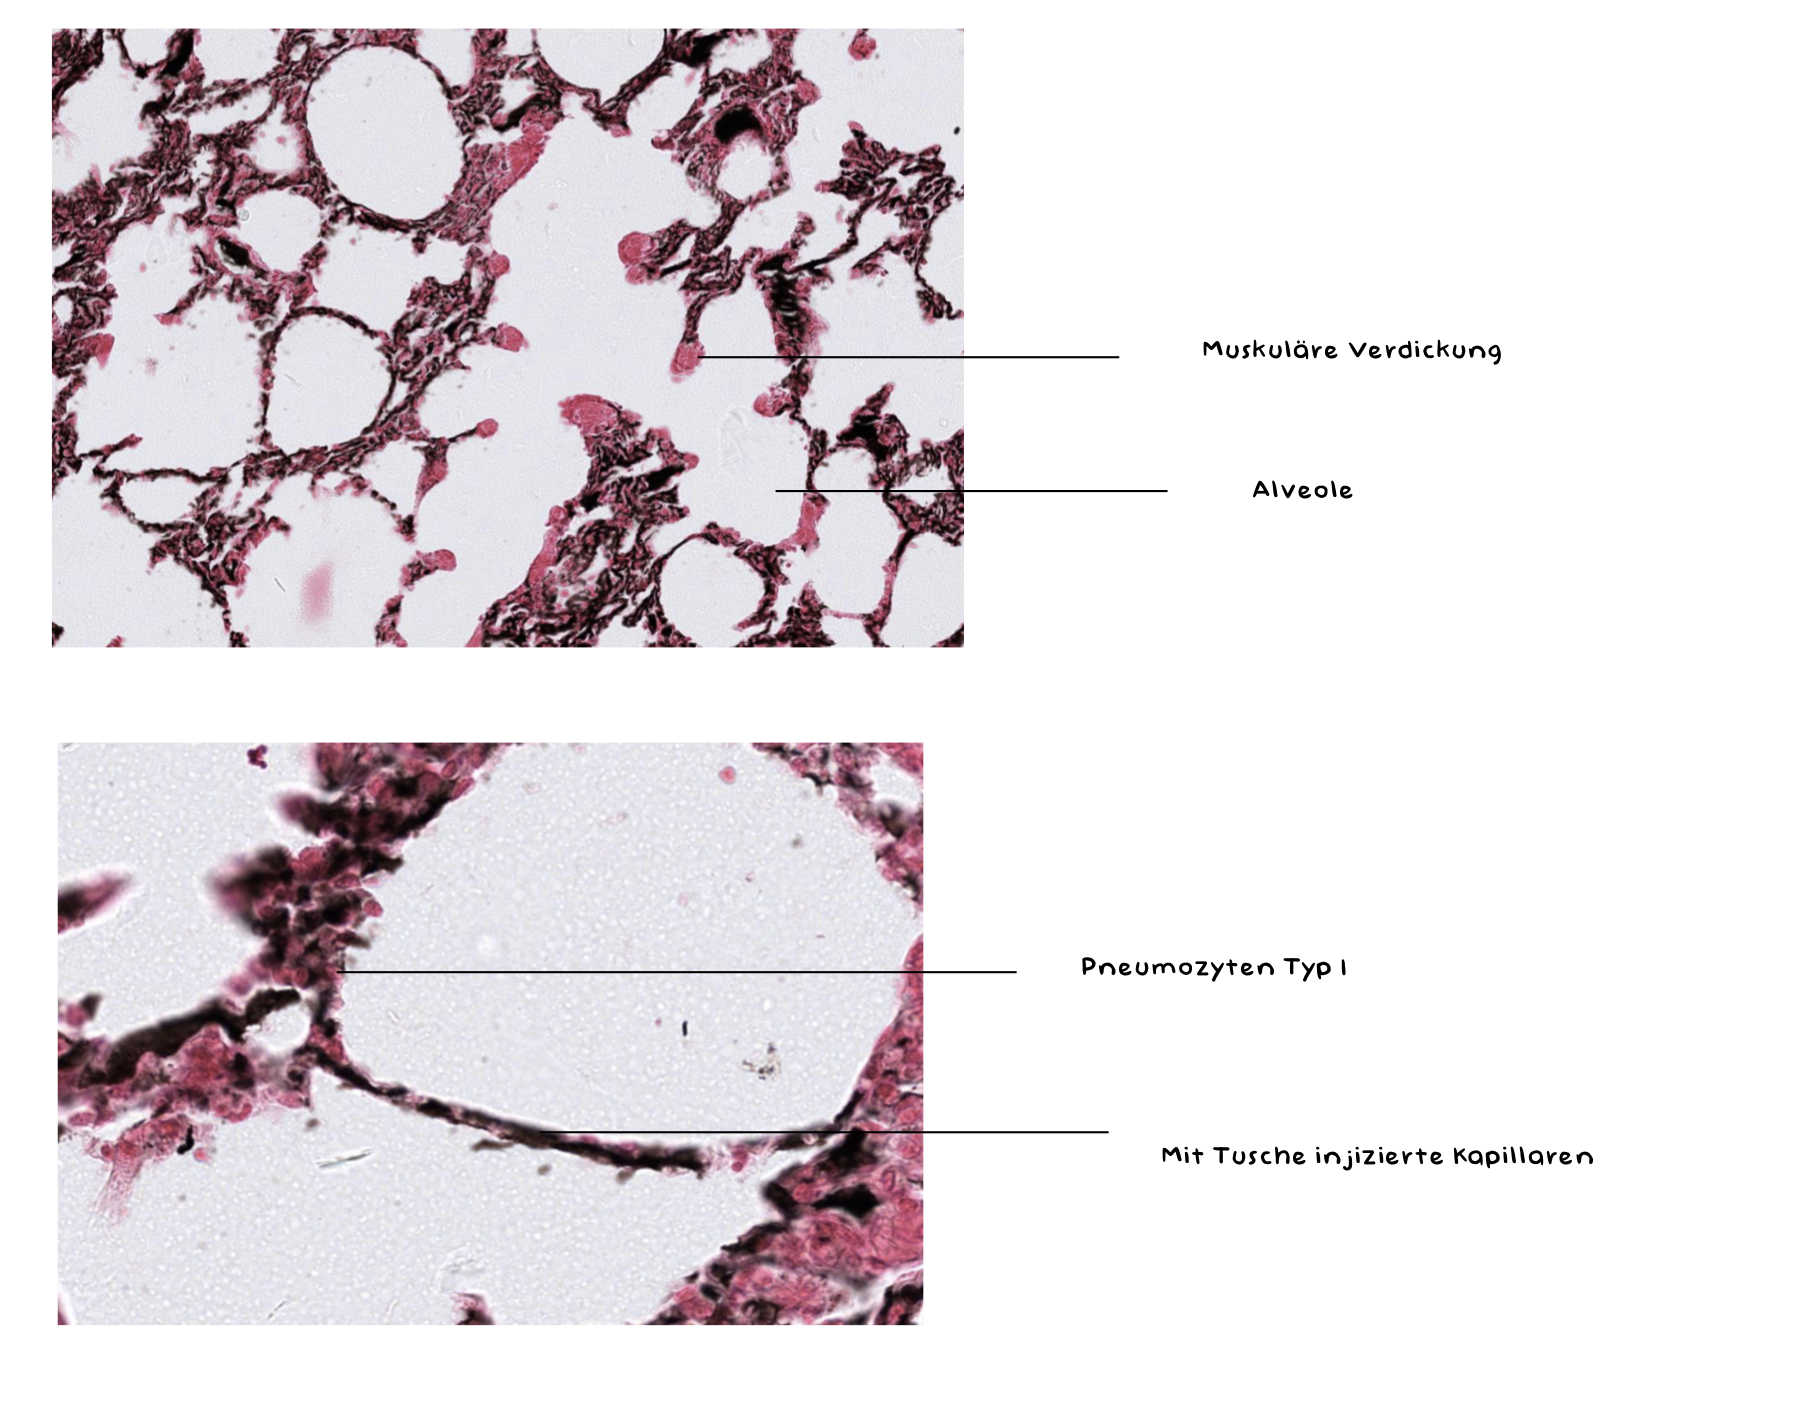 Muskuläre Verdickung
Alveole
Pneumozyten Typ I
Mit Tusche injizierte Kapillaren